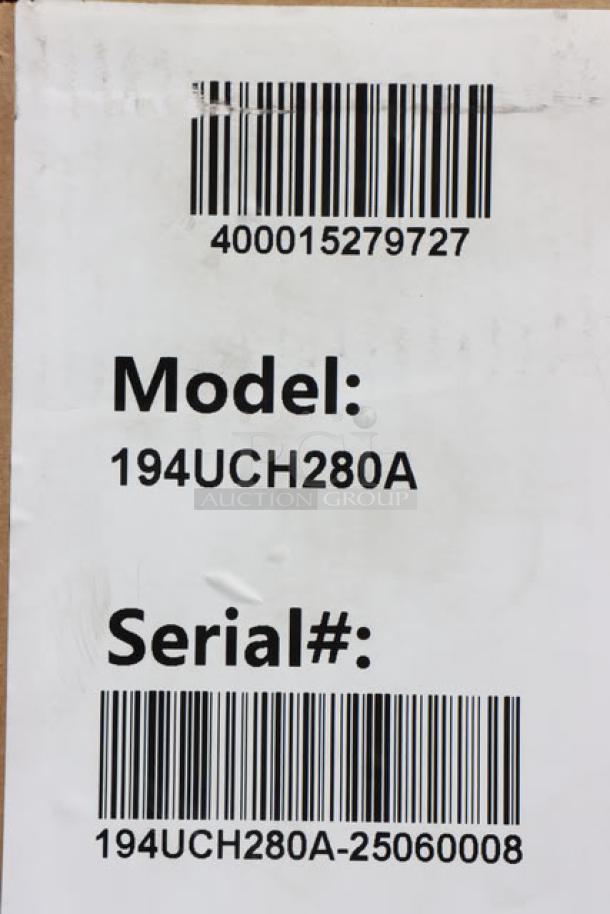 400015279727
Model:
194UCH280A
AUCTION GROUP
Serial#:
194UCH280A-25060008